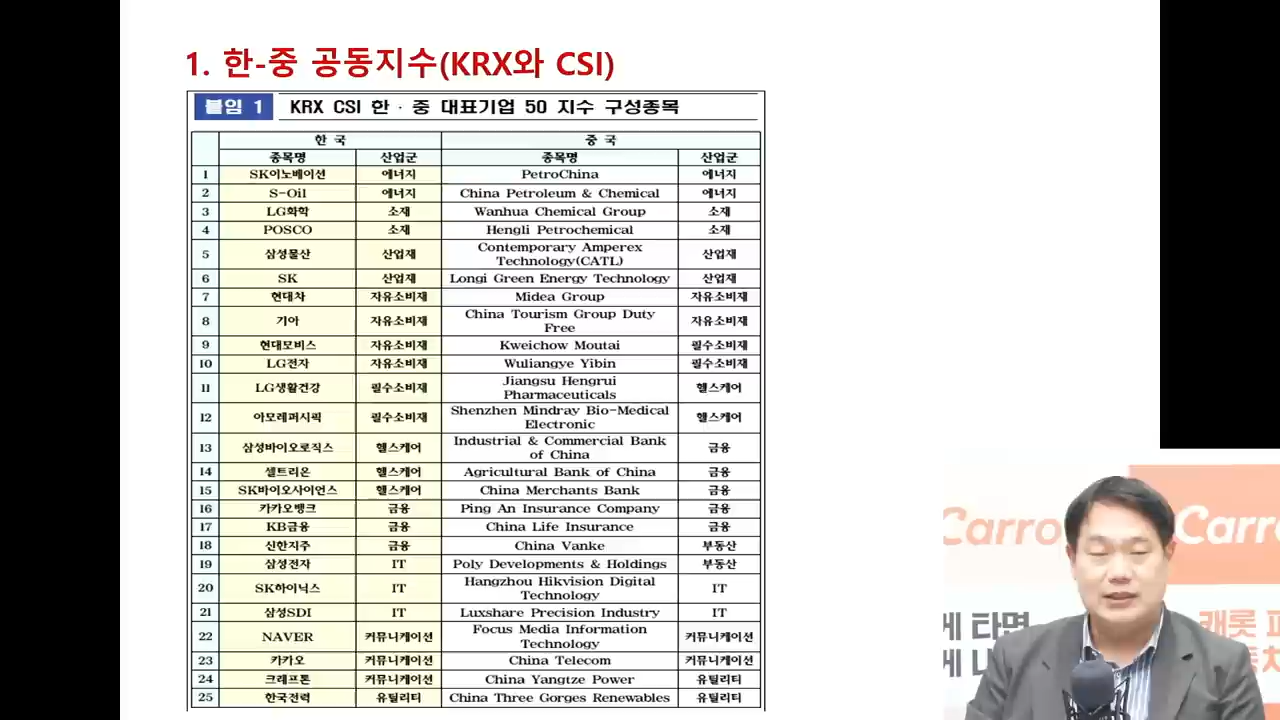 1. 한-중 공동지수(KRX와 CSI)
붙임 1 KRX CSI 한 · 중 대표기업 50 지수 구성종목
한 국 중 국
종목명 산업군 종목명 산업군
1 SK이노베이션 에너지 PetroChina 에너지
2 S-Oil 에너지 China Petroleum & Chemical 에너지
3 LG화학 소재 Wanhua Chemical Group 소재
4 POSCO 소재 Hengli Petrochemical 소재
5 삼성물산 산업재 Contemporary Amperex
Technology(CATL) 산업재
6 SK 산업재 Longi Green Energy Technology 산업재
7 현대차 자유소비재 Midea Group 자유소비재
8 기아 자유소비재 China Tourism Group Duty
Free 자유소비재
9 현대모비스 자유소비재 Kweichow Moutai 필수소비재
10 LG전자 자유소비재 Wuliangye Yibin 필수소비재
11 LG생활건강 필수소비재 Jiangsu Hengrui
Pharmaceuticals 헬스케어
12 아모레퍼시픽 필수소비재 Shenzhen Mindray Bio-Medical
Electronic 헬스케어
13 삼성바이오로직스 헬스케어 Industrial & Commercial Bank
of China 금융
14 셀트리온 헬스케어 Agricultural Bank of China 금융
15 SK바이오사이언스 헬스케어 China Merchants Bank 금융
16 카카오뱅크 금융 Ping An Insurance Company 금융
17 KB금융 금융 China Life Insurance 금융
18 신한지주 금융 China Vanke 부동산
19 삼성전자 IT Poly Developments & Holdings 부동산
20 SK하이닉스 IT Hangzhou Hikvision Digital
Technology IT
21 삼성SDI IT Luxshare Precision Industry IT
22 NAVER 커뮤니케이션 Focus Media Information
Technology 커뮤니케이션
23 카카오 커뮤니케이션 China Telecom 커뮤니케이션
24 크래프톤 커뮤니케이션 China Yangtze Power 유틸리티
25 한국전력 유틸리티 China Three Gorges Renewables 유틸리티
Carro Carro
게 타면 캐롯 퍼
게 내